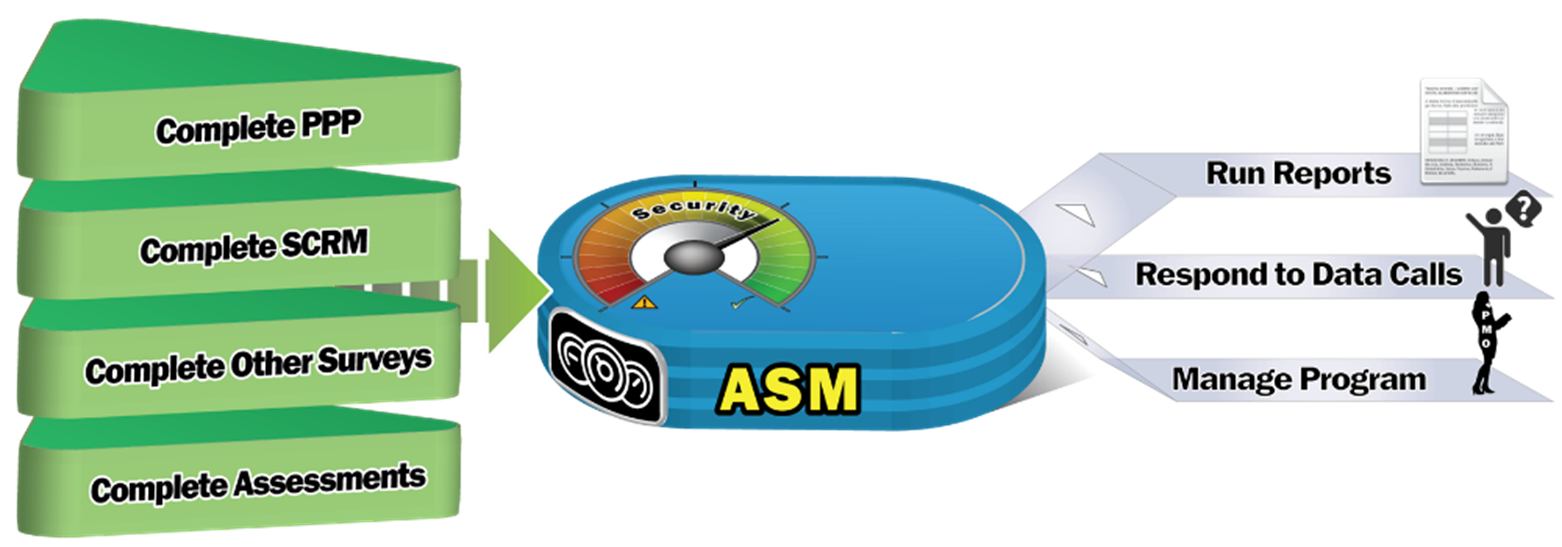 Complete PPP
Complete SCRM
Complete Other Surveys
Complete Assessments
Security
ASM
Run Reports
Respond to Data Calls
?
PMO
Manage Program